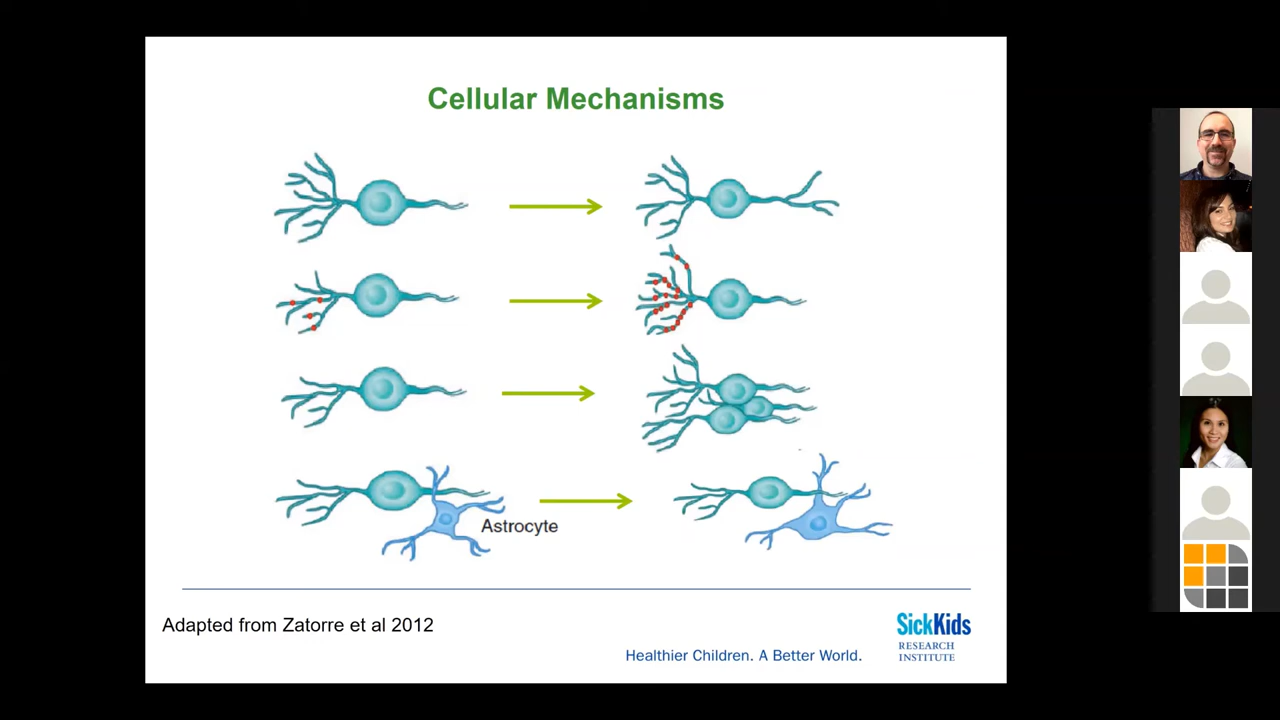 Cellular Mechanisms
Astrocyte
Adapted from Zatorre et al 2012
SickKids
RESEARCH
INSTITUTE
Healthier Children. A Better World.